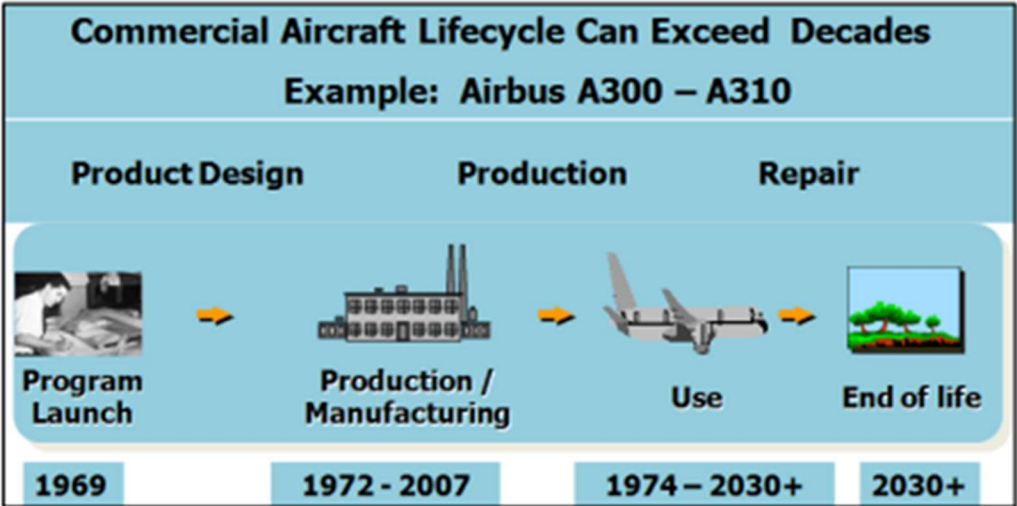 Commercial Aircraft Lifecycle Can Exceed Decades
Example: Airbus A300 – A310
Product Design Production Repair
Program
Launch
Production /
Manufacturing
Use
End of life
1969
1972 - 2007
1974 – 2030+
2030+